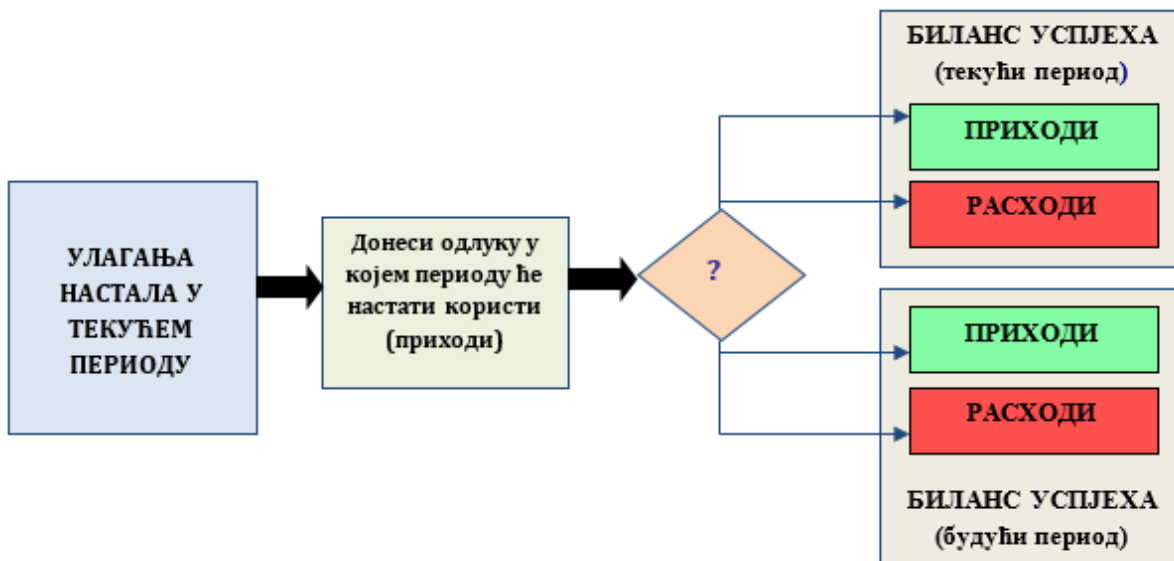 УЛАГАЊА
НАСТАЛА У
ТЕКУЋЕМ
ПЕРИОДУ
Донеси одлуку у
којем периоду ће
настати користи
(приходи)
?
БИЛАНС УСПЈЕХА
(текући период)
ПРИХОДИ
РАСХОДИ
ПРИХОДИ
РАСХОДИ
БИЛАНС УСПЈЕХА
(будући период)